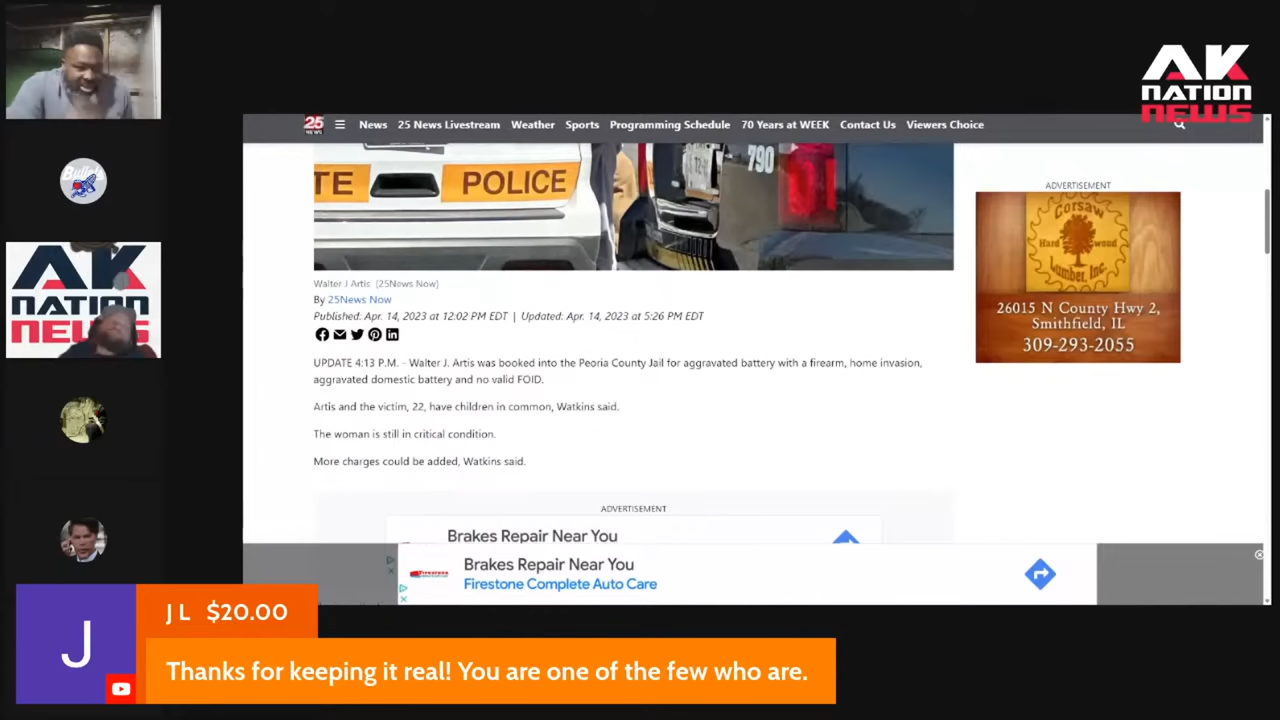 AK
NATION
NEWS
25
NEWS
News
25 News Livestream
Weather
Sports
Programming Schedule
70 Years at WEEK
Contact Us
Viewers Choice
TE
POLICE
790
Bullets
AK
NATION
NEWS
Walter J Artis (25News Now)
By 25News Now
Published: Apr. 14, 2023 at 12:02 PM EDT | Updated: Apr. 14, 2023 at 5:26 PM EDT
UPDATE 4:13 P.M. - Walter J. Artis was booked into the Peoria County Jail for aggravated battery with a firearm, home invasion,
aggravated domestic battery and no valid FOID.
Artis and the victim, 22, have children in common, Watkins said.
The woman is still in critical condition.
More charges could be added, Watkins said.
ADVERTISEMENT
Corsaw
Hard wood
Lumber, Inc.
26015 N County Hwy 2,
Smithfield, IL
309-293-2055
ADVERTISEMENT
Brakes Repair Near You
Firestone
Brakes Repair Near You
Firestone Complete Auto Care
J
J L $20.00
Thanks for keeping it real! You are one of the few who are.